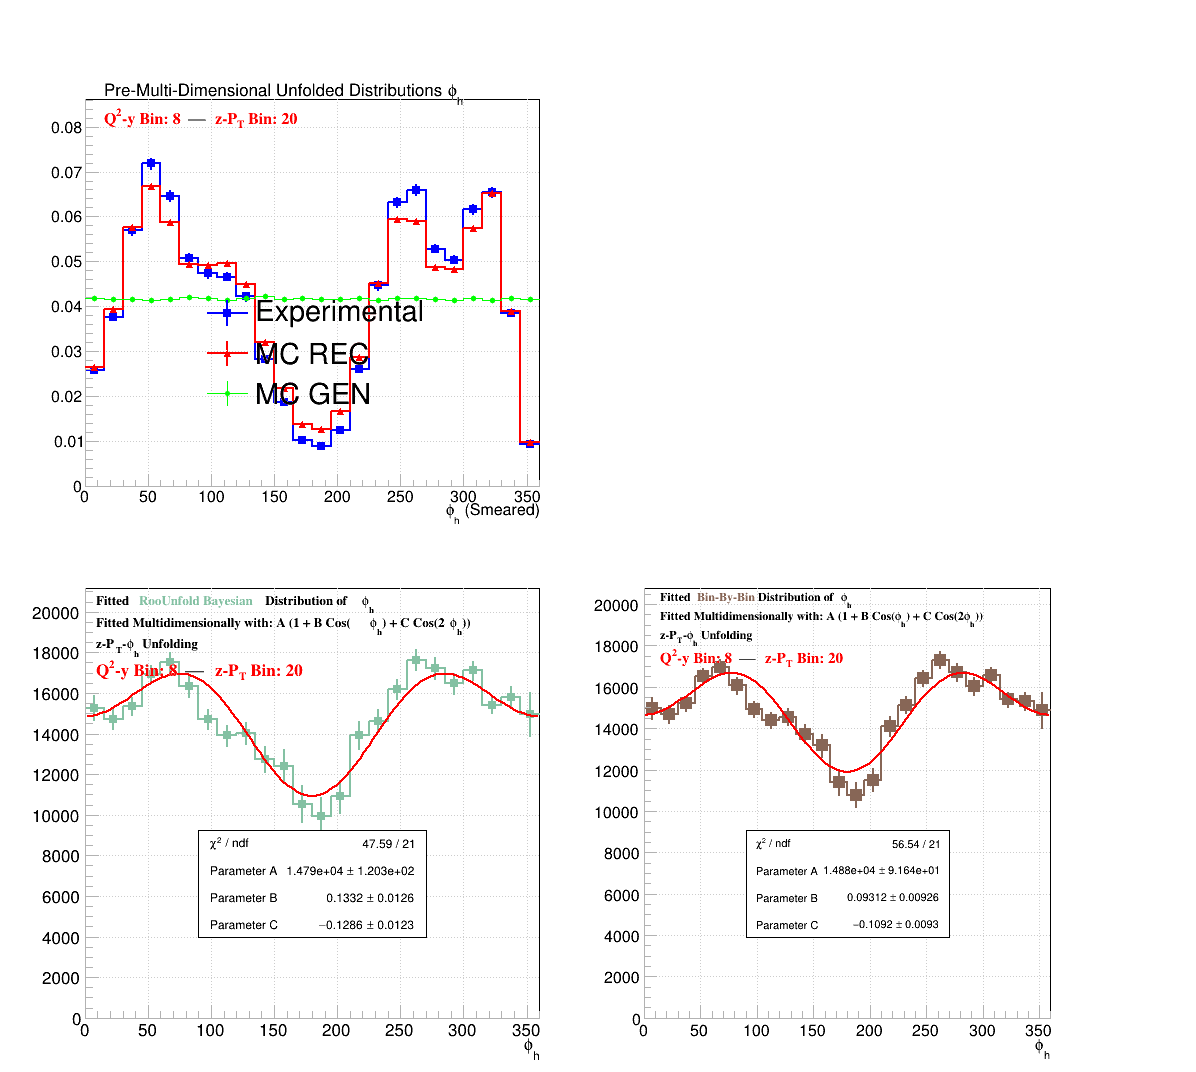 Pre-Multi-Dimensional Unfolded Distributions ϕh
Q2-y Bin: 8 — z-PT Bin: 20
0.08
0.07
0.06
0.05
0.04
0.03
0.02
0.01
0
Experimental
MC REC
MC GEN
0 50 100 150 200 250 300 350
ϕh (Smeared)
Fitted RooUnfold Bayesian Distribution of ϕh
Fitted Multidimensionally with: A (1 + B Cos( ϕh) + C Cos(2 ϕh))
z-PT-ϕh Unfolding
Q2-y Bin: 8 — z-PT Bin: 20
20000
18000
16000
14000
12000
10000
8000
6000
4000
2000
0
χ2 / ndf 47.59 / 21
Parameter A 1.479e+04 ± 1.203e+02
Parameter B 0.1332 ± 0.0126
Parameter C −0.1286 ± 0.0123
0 50 100 150 200 250 300 350
ϕh
Fitted Bin-By-Bin Distribution of ϕh
Fitted Multidimensionally with: A (1 + B Cos(ϕh) + C Cos(2ϕh))
z-PT-ϕh Unfolding
Q2-y Bin: 8 — z-PT Bin: 20
20000
18000
16000
14000
12000
10000
8000
6000
4000
2000
0
χ2 / ndf 56.54 / 21
Parameter A 1.488e+04 ± 9.164e+01
Parameter B 0.09312 ± 0.00926
Parameter C −0.1092 ± 0.0093
0 50 100 150 200 250 300 350
ϕh